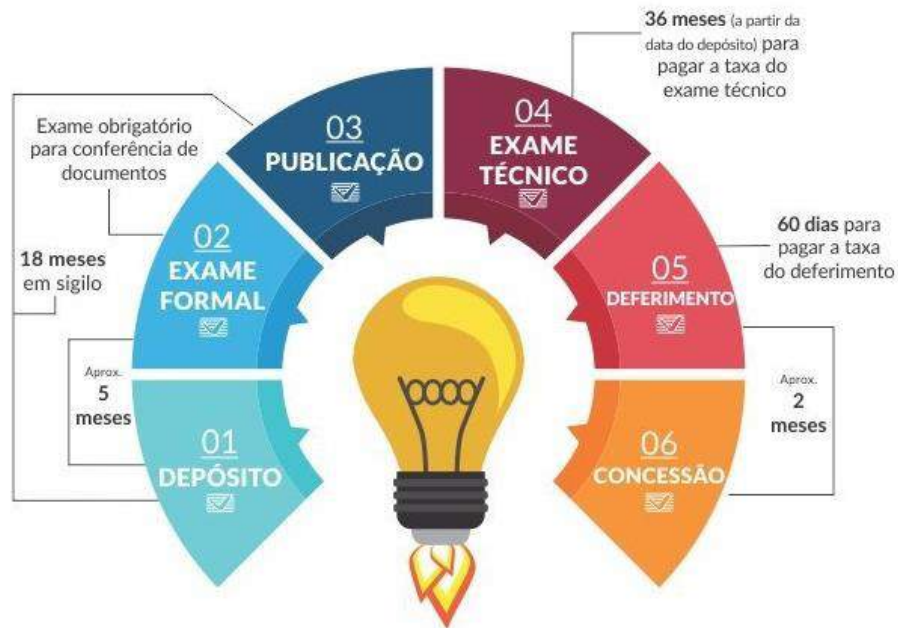 01
DEPÓSITO
Aprox.
5
meses
18 meses
em sigilo
02
EXAME
FORMAL
Exame obrigatório
para conferência de
documentos
03
PUBLICAÇÃO
04
EXAME
TÉCNICO
36 meses (a partir da
data do depósito) para
pagar a taxa do
exame técnico
05
DEFERIMENTO
60 dias para
pagar a taxa
do deferimento
Aprox.
2
meses
06
CONCESSÃO